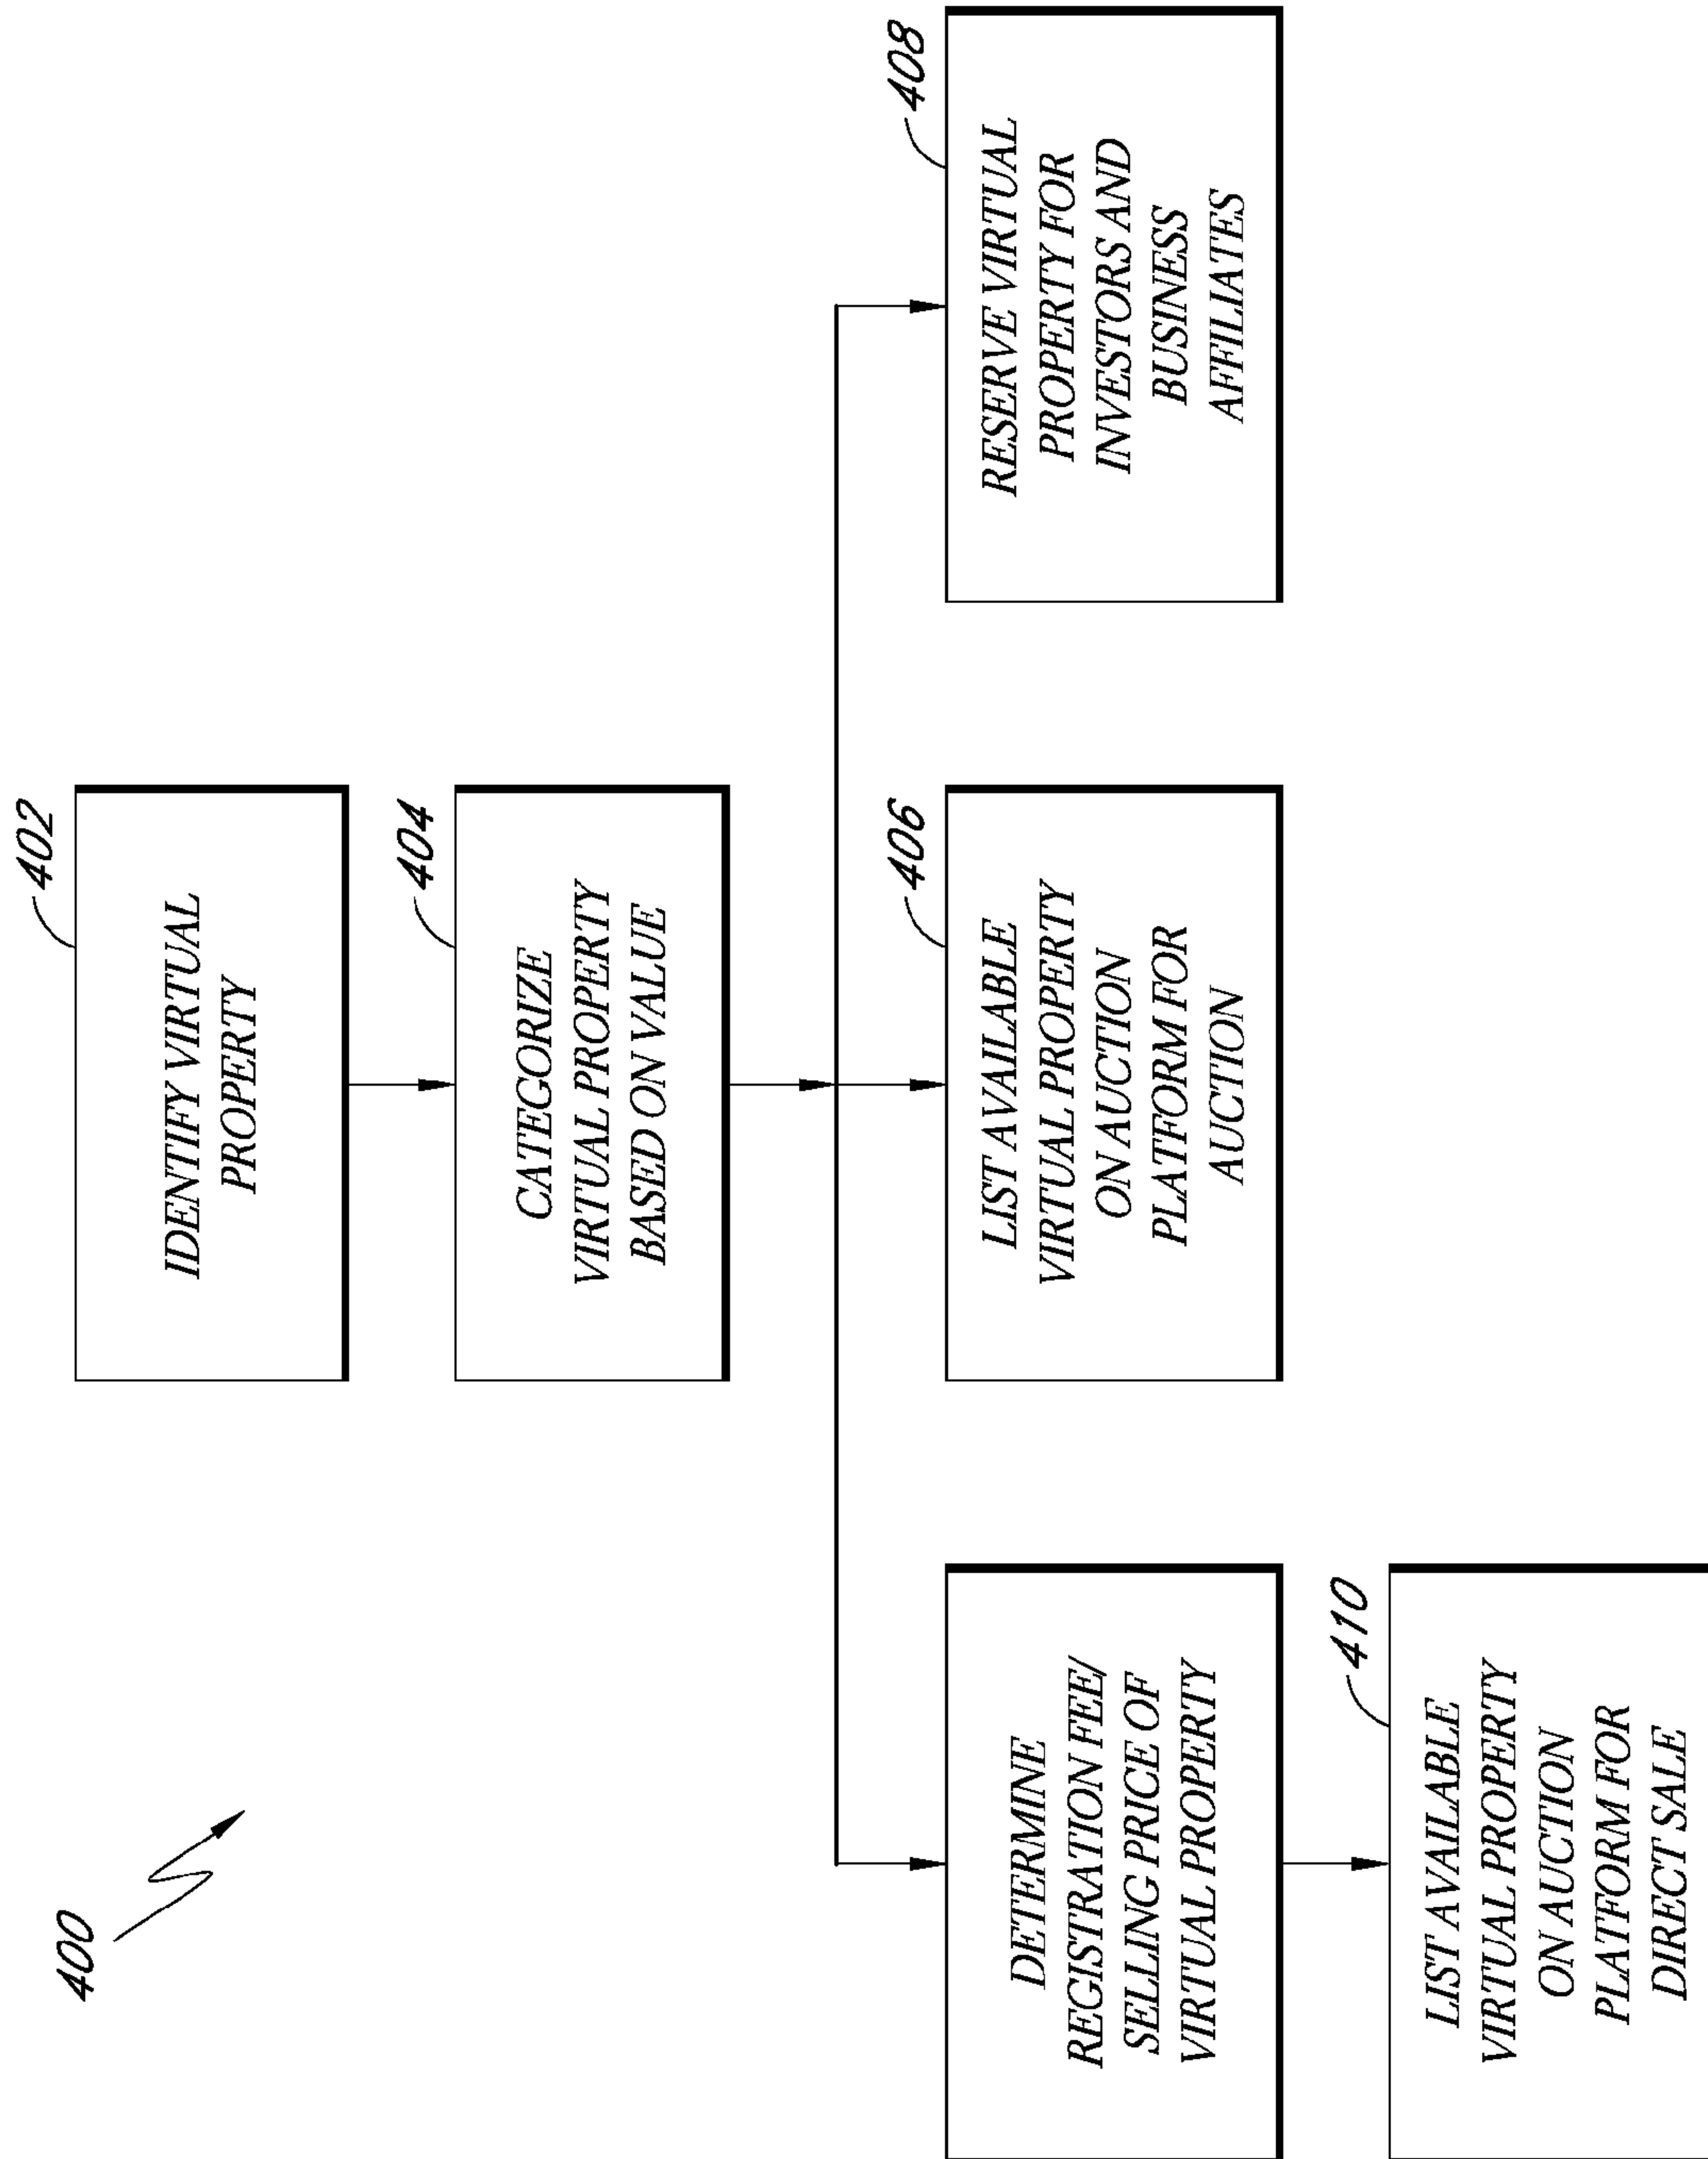 400
402
IDENTIFY VIRTUAL
PROPERTY
404
CATEGORIZE
VIRTUAL PROPERTY
BASED ON VALUE
DETERMINE
REGISTRATION FEE/
SELLING PRICE OF
VIRTUAL PROPERTY
406
LIST AVAILABLE
VIRTUAL PROPERTY
ON AUCTION
PLATFORM FOR
AUCTION
408
RESERVE VIRTUAL
PROPERTY FOR
INVESTORS AND
BUSINESS
AFFILIATES
410
LIST AVAILABLE
VIRTUAL PROPERTY
ON AUCTION
PLATFORM FOR
DIRECT SALE